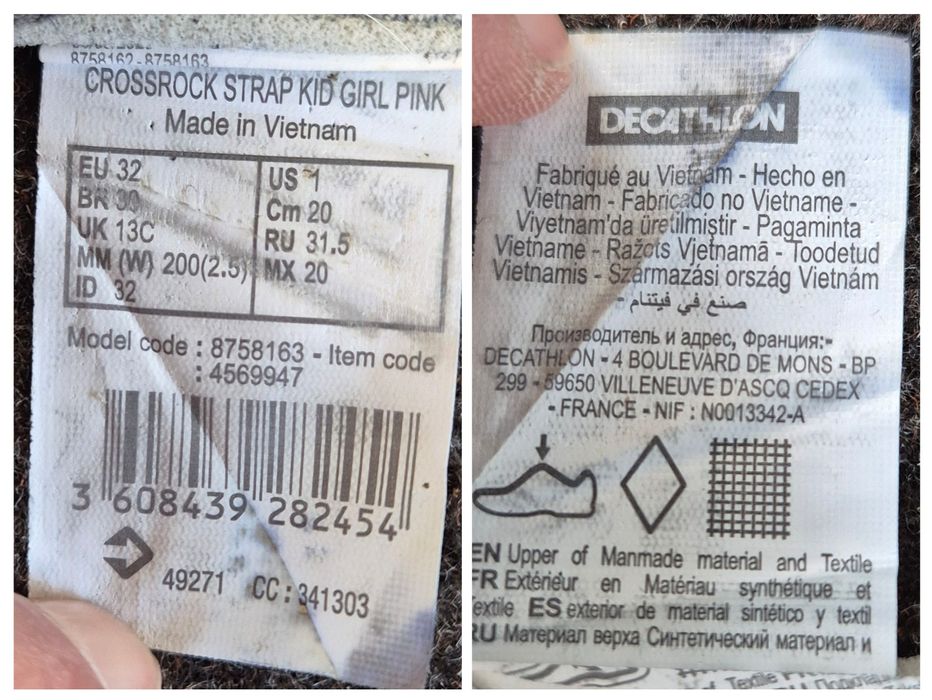 8758162-8758163
CROSSROCK STRAP KID GIRL PINK
Made in Vietnam
EU 32
BR 30
UK 13C
MM (W) 200(2.5)
ID 32
US 1
Cm 20
RU 31.5
MX 20
Model code : 8758163 - Item code
: 4569947
3 608439 282454
49271 CC : 341303
DECATHLON
Fabriqué au Vietnam - Hecho en
Vietnam - Fabricado no Vietname -
Viyetnam'da üretilmiştir - Pagaminta
Vietname - Ražots Vjetnamā - Toodetud
Vietnamis - Származási ország Vietnám
صنع في فيتنام -
Производитель и адрес, Франция:-
DECATHLON - 4 BOULEVARD DE MONS - BP
299 - 59650 VILLENEUVE D'ASCQ CEDEX
- FRANCE - NIF : N0013342-A
EN Upper of Manmade material and Textile
FR Extérieur en Matériau synthétique et
Textile ES exterior de material sintético y textil
RU Материал верха Синтетический материал и
Textile